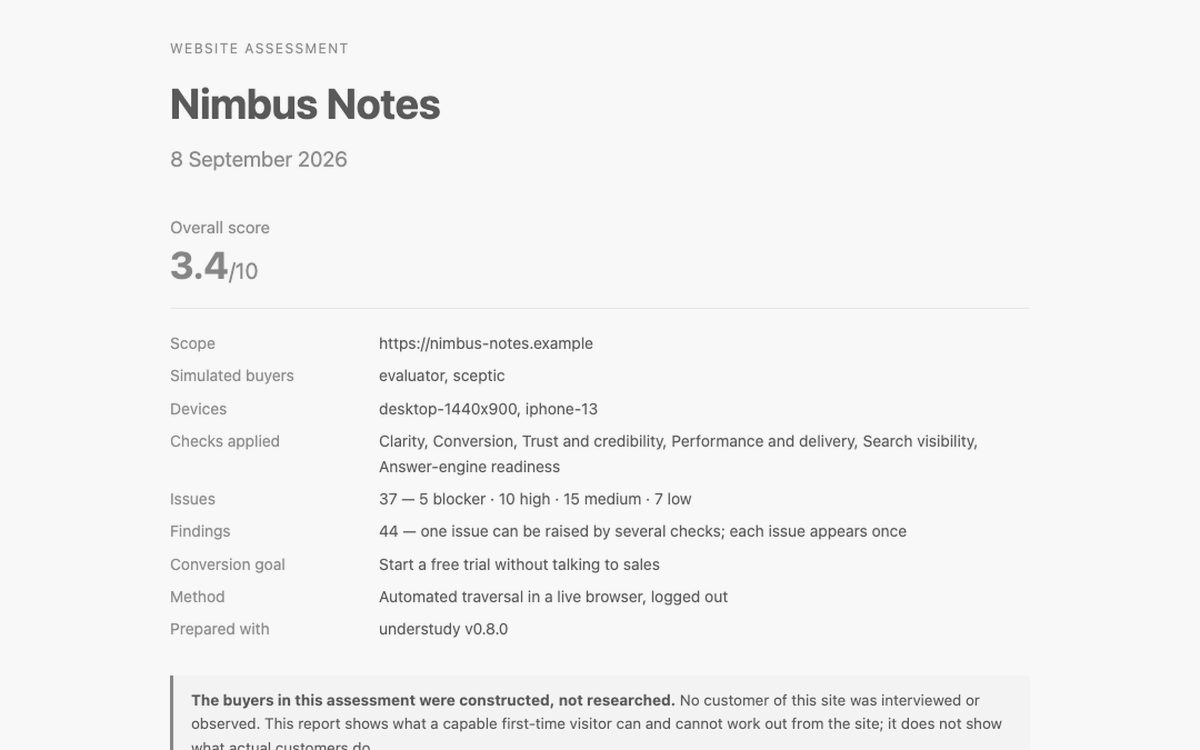 WEBSITE ASSESSMENT
Nimbus Notes
8 September 2026
Overall score
3.4/10
Scope https://nimbus-notes.example
Simulated buyers evaluator, sceptic
Devices desktop-1440x900, iphone-13
Checks applied Clarity, Conversion, Trust and credibility, Performance and delivery, Search visibility,
Answer-engine readiness
Issues 37 — 5 blocker · 10 high · 15 medium · 7 low
Findings 44 — one issue can be raised by several checks; each issue appears once
Conversion goal Start a free trial without talking to sales
Method Automated traversal in a live browser, logged out
Prepared with understudy v0.8.0
The buyers in this assessment were constructed, not researched. No customer of this site was interviewed or
observed. This report shows what a capable first-time visitor can and cannot work out from the site; it does not show
what actual customers do.